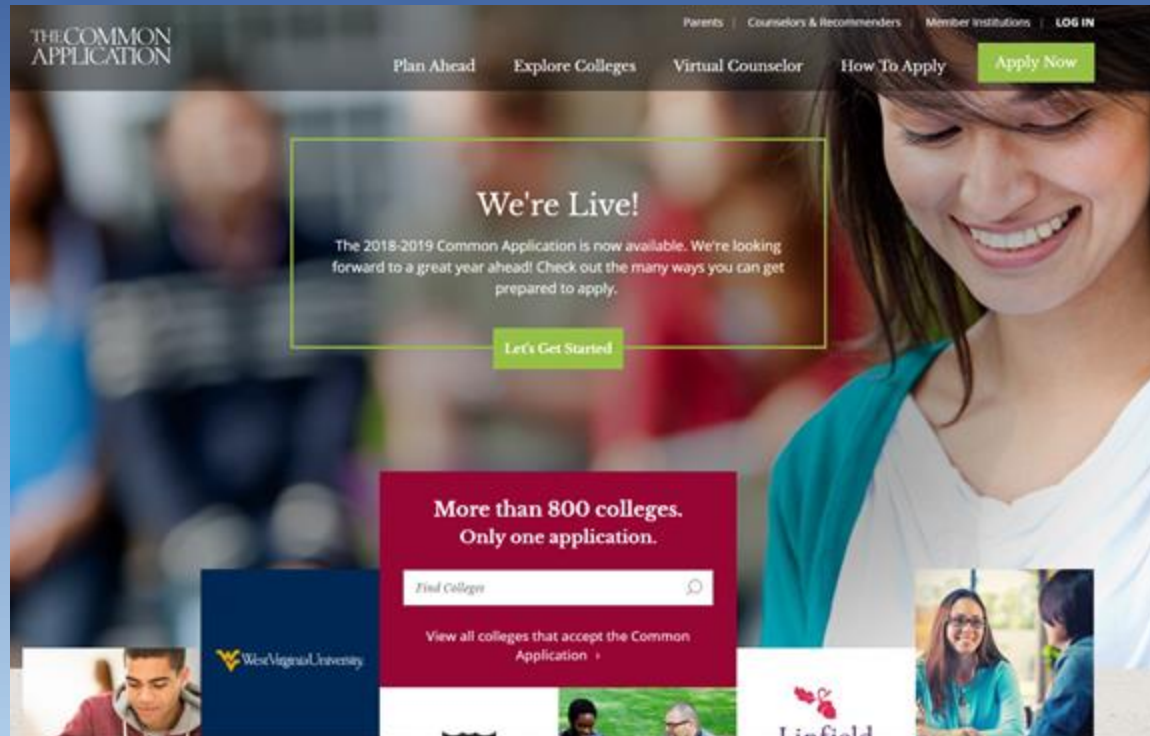 THE COMMON
APPLICATION
Parents | Counselors & Recommenders | Member Institutions | LOG IN
Plan Ahead
Explore Colleges
Virtual Counselor
How To Apply
Apply Now
We're Live!
The 2018-2019 Common Application is now available. We're looking
forward to a great year ahead! Check out the many ways you can get
prepared to apply.
Let's Get Started
More than 800 colleges.
Only one application.
Find Colleges
View all colleges that accept the Common
Application ›
WestVirginiaUniversity.
Linfield